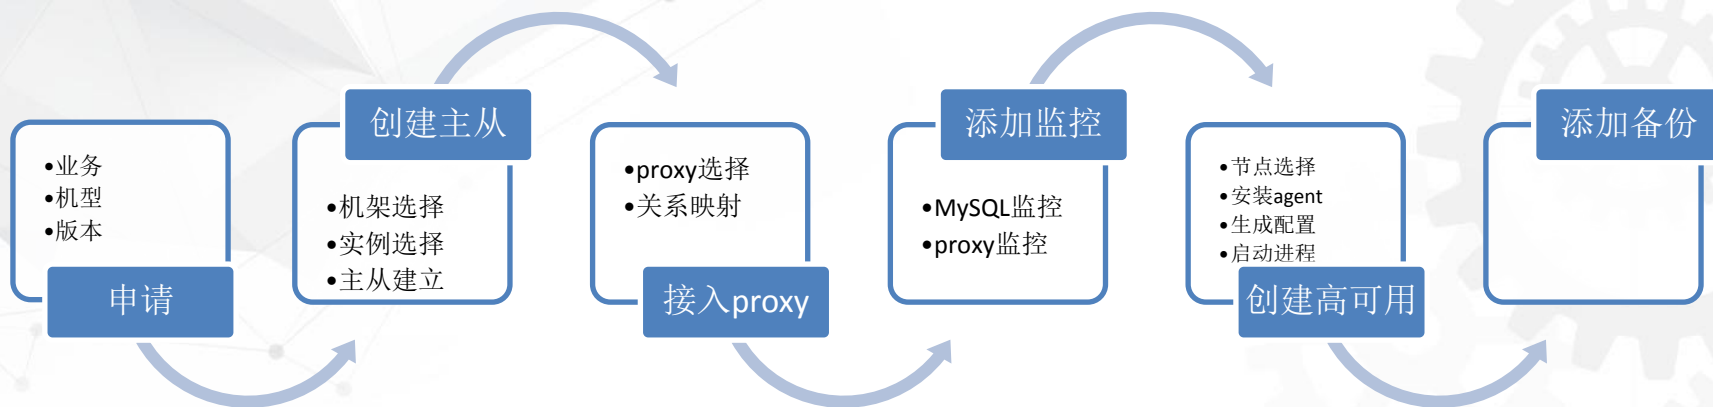 •业务
•机型
•版本
申请
创建主从
•机架选择
•实例选择
•主从建立
•proxy选择
•关系映射
接入proxy
添加监控
•MySQL监控
•proxy监控
•节点选择
•安装agent
•生成配置
•启动进程
创建高可用
添加备份